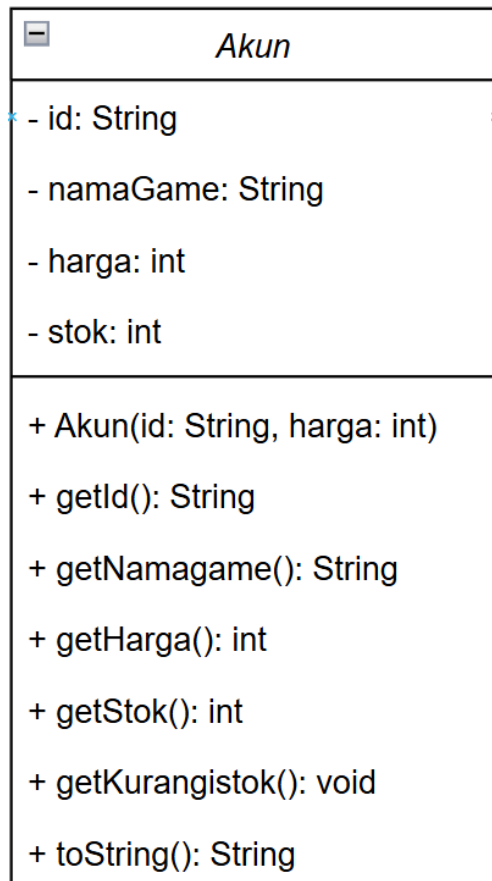 Akun
- id: String
- namaGame: String
- harga: int
- stok: int
+ Akun(id: String, harga: int)
+ getId(): String
+ getNamagame(): String
+ getHarga(): int
+ getStok(): int
+ getKurangistok(): void
+ toString(): String